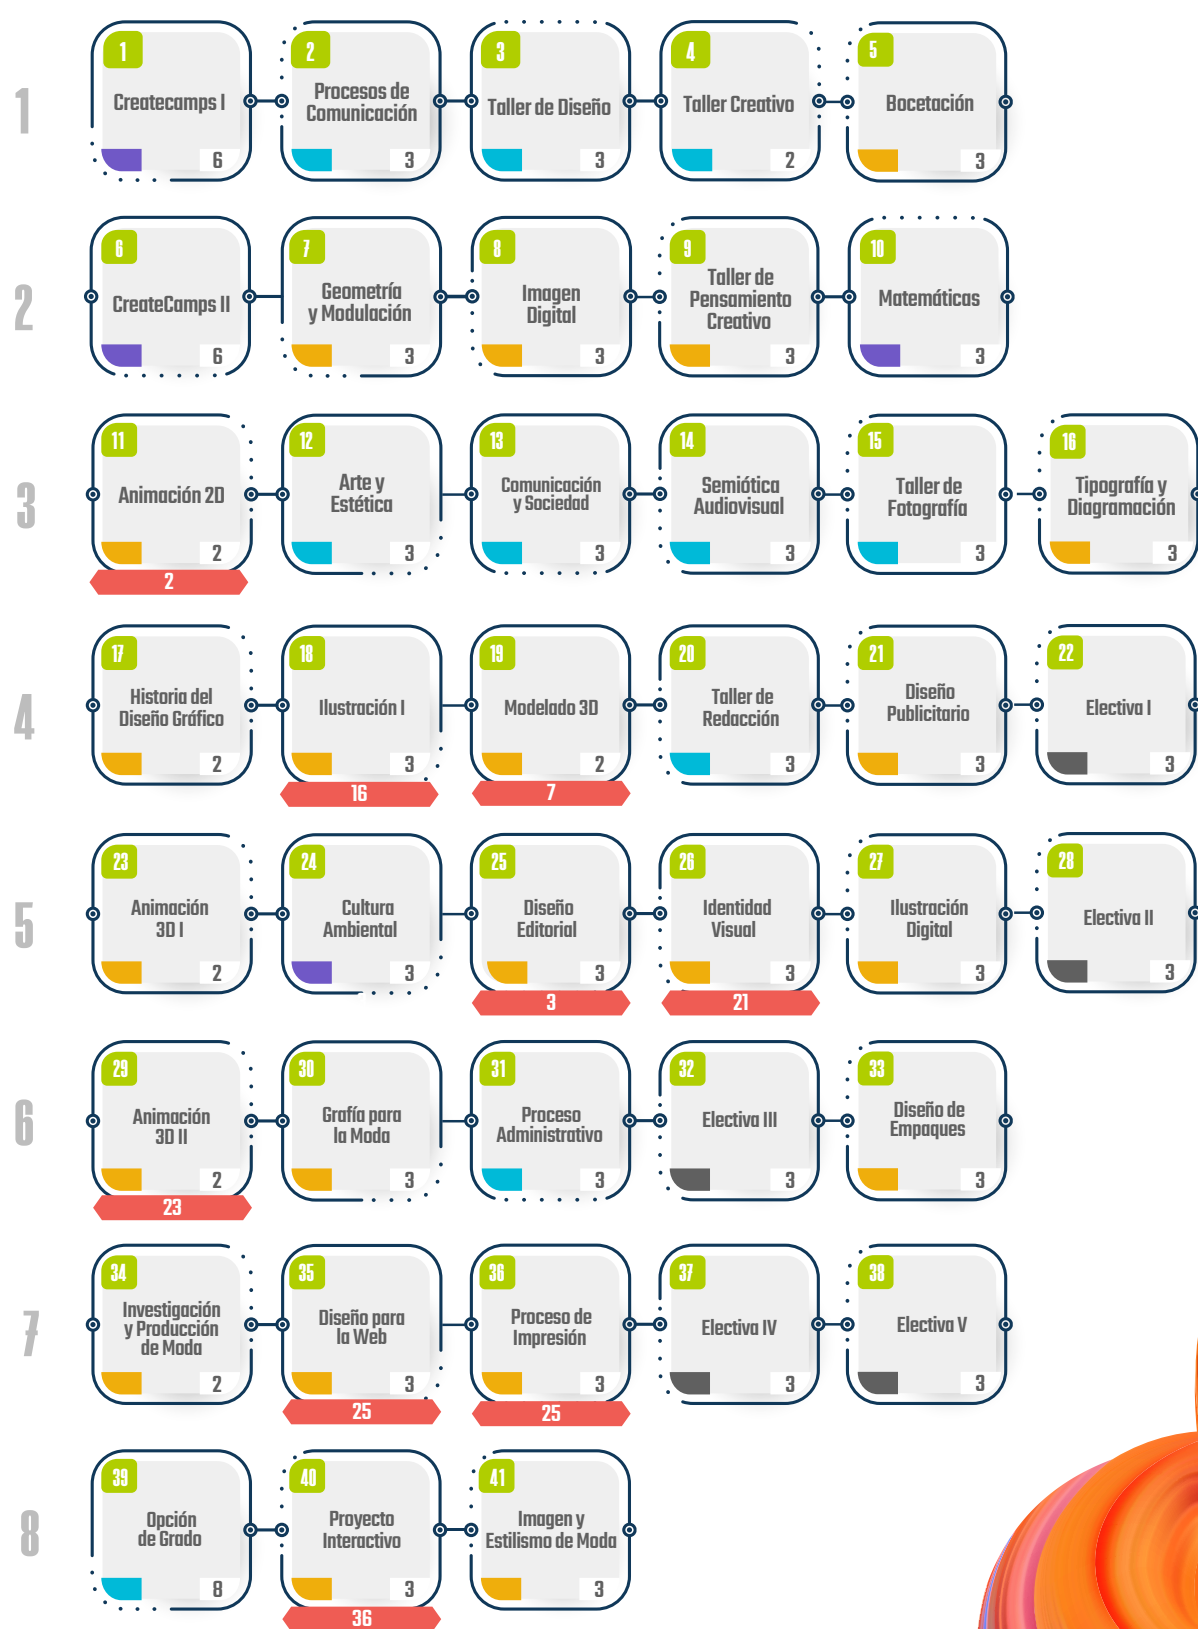 1
1
Createcamps I
6
2
Procesos de
Comunicación
3
3
Taller de Diseño
3
4
Taller Creativo
2
5
Bocetación
3
2
6
CreateCamps II
6
7
Geometría
y Modulación
3
8
Imagen
Digital
3
9
Taller de
Pensamiento
Creativo
3
10
Matemáticas
3
3
11
Animación 2D
2
2
12
Arte y
Estética
3
13
Comunicación
y Sociedad
3
14
Semiótica
Audiovisual
3
15
Taller de
Fotografía
3
16
Tipografía y
Diagramación
3
4
17
Historia del
Diseño Gráfico
2
18
Ilustración I
3
16
19
Modelado 3D
2
7
20
Taller de
Redacción
3
21
Diseño
Publicitario
3
22
Electiva I
3
5
23
Animación
3D I
2
24
Cultura
Ambiental
3
25
Diseño
Editorial
3
3
26
Identidad
Visual
3
21
27
Ilustración
Digital
3
28
Electiva II
3
6
29
Animación
3D II
2
23
30
Grafía para
la Moda
3
31
Proceso
Administrativo
3
32
Electiva III
3
33
Diseño de
Empaques
3
7
34
Investigación
y Producción
de Moda
2
35
Diseño para
la Web
3
25
36
Proceso de
Impresión
3
25
37
Electiva IV
3
38
Electiva V
3
8
39
Opción
de Grado
8
40
Proyecto
Interactivo
3
36
41
Imagen y
Estilismo de Moda
3